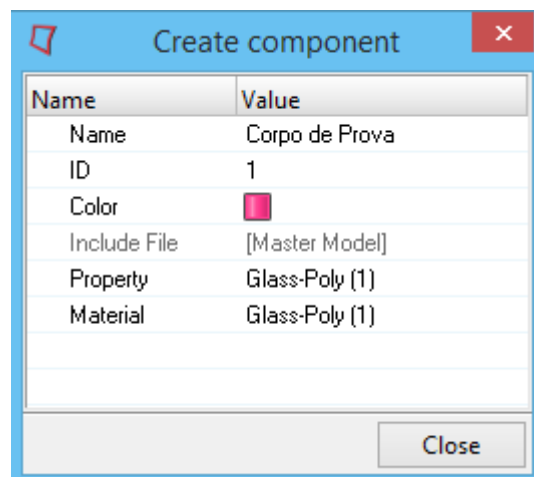 Create component
Name Value
Name Corpo de Prova
ID 1
Color
Include File [Master Model]
Property Glass-Poly (1)
Material Glass-Poly (1)
Close